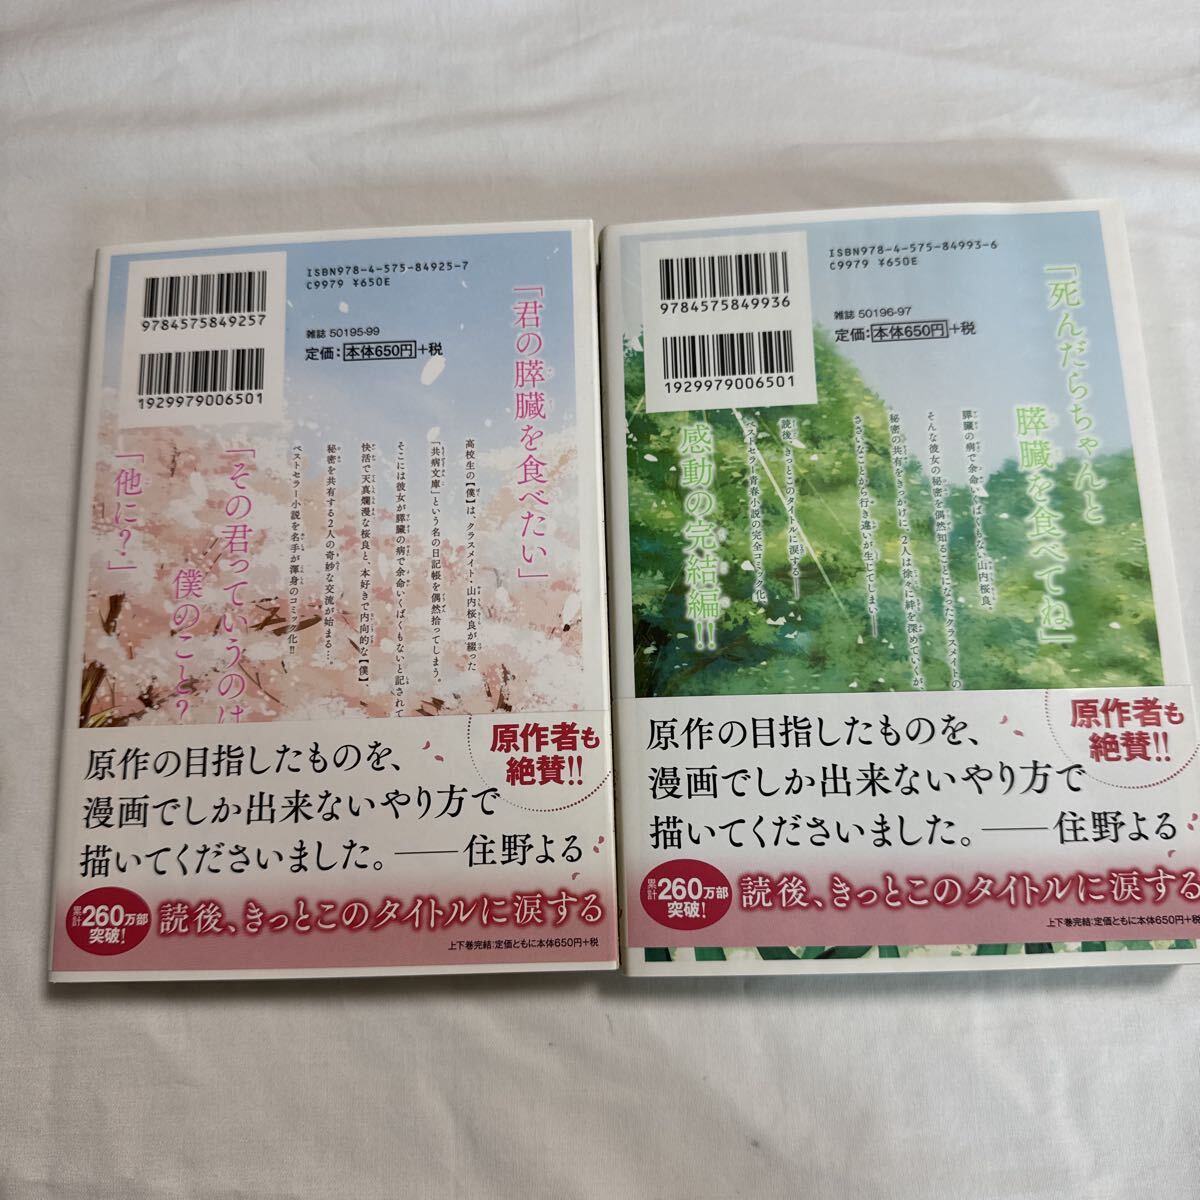 ISBN978-4-575-84925-7
C9979 ¥650E
9784575849257
雑誌 50195-99
定価：本体650円+税
1929979006501
「君の膵臓を食べたい」
「その君っていうのは
僕のこと？
「他に？」
高校生の【僕】は、クラスメイト・山内桜良が綴った
「共病文庫」という名の日記帳を偶然拾ってしまう。
そこには彼女が膵臓の病で余命いくばくもないと記されて
快活で天真爛漫な桜良と、本好きで内向的な【僕】、
秘密を共有する2人の奇妙な交流が始まる…。
ベストセラー小説を名手が渾身のコミック化!!
原作者も
絶賛!!
原作の目指したものを、
漫画でしか出来ないやり方で
描いてくださいました。――住野よる
累計
260万部
突破!
読後、きっとこのタイトルに涙する
上下巻完結：定価ともに本体650円+税
ISBN978-4-575-84993-6
C9979 ¥650E
9784575849936
雑誌 50196-97
定価：本体650円+税
1929979006501
「死んだらちゃんと
膵臓を食べてね」
膵臓の病で余命いくばくもない山内桜良、
そんな彼女の秘密を偶然知ることになったクラスメイトの
秘密の共有をきっかけに、2人は徐々に絆を深めていくが、
ささいなことから行き違いが生じてしまい――
読後、きっとこのタイトルに涙する――
ベストセラー青春小説の完全コミック化
感動の完結編!!
原作者も
絶賛!!
原作の目指したものを、
漫画でしか出来ないやり方で
描いてくださいました。――住野よる
累計
260万部
突破!
読後、きっとこのタイトルに涙する
上下巻完結：定価ともに本体650円+税